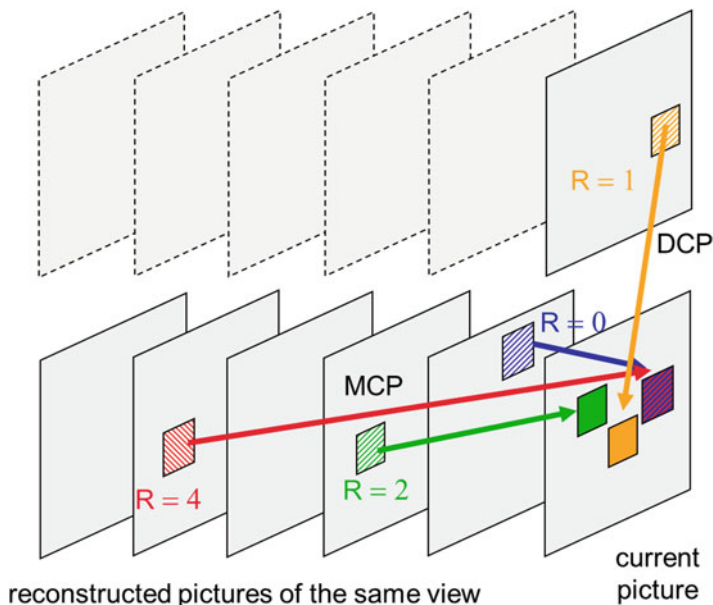 R = 1
DCP
R = 0
MCP
R = 4
R = 2
current
picture
reconstructed pictures of the same view